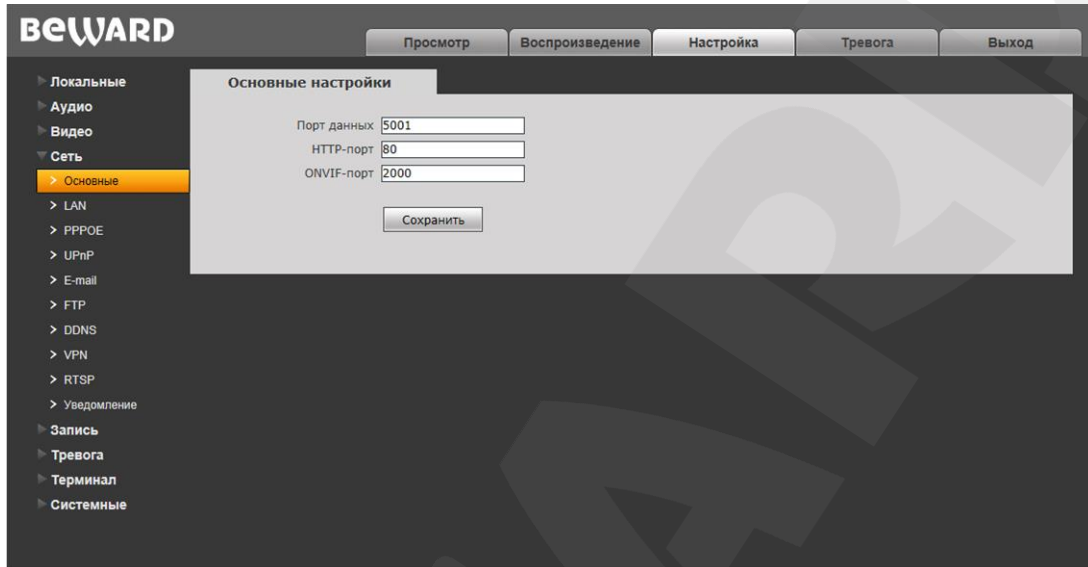 BEWARD
Просмотр
Воспроизведение
Настройка
Тревога
Выход
Локальные
Аудио
Видео
Сеть
> Основные
> LAN
> PPPOE
> UPnP
> E-mail
> FTP
> DDNS
> VPN
> RTSP
> Уведомление
Запись
Тревога
Терминал
Системные
Основные настройки
Порт данных 5001
HTTP-порт 80
ONVIF-порт 2000
Сохранить